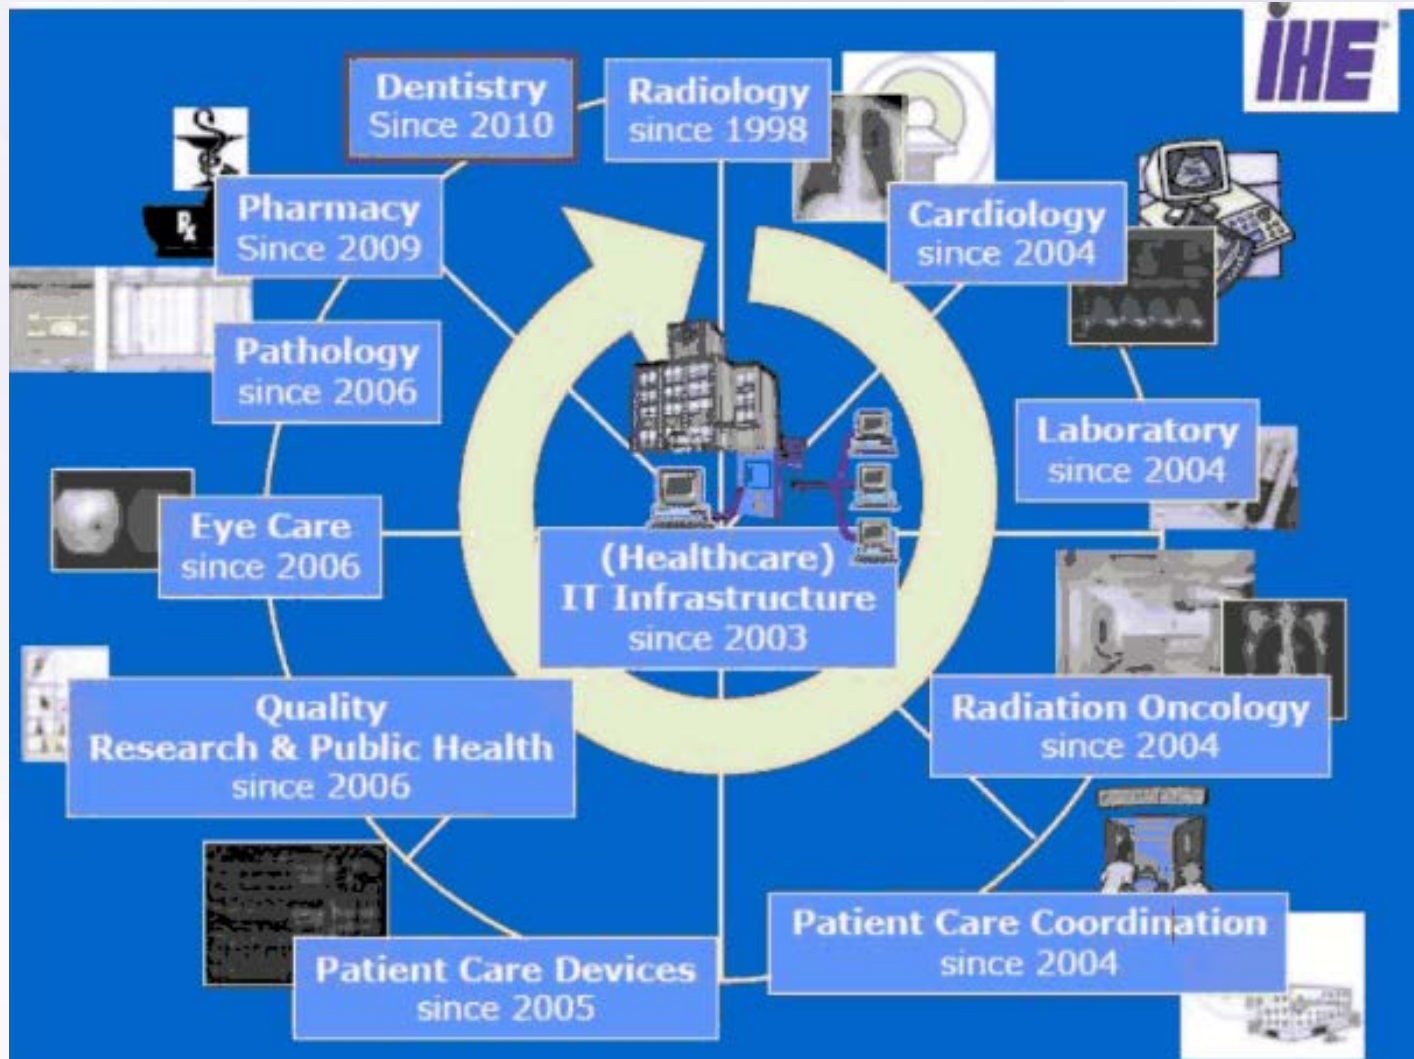 IHE
Dentistry
Since 2010
Radiology
since 1998
Cardiology
since 2004
Pharmacy
Since 2009
Pathology
since 2006
Laboratory
since 2004
Eye Care
since 2006
(Healthcare)
IT Infrastructure
since 2003
Quality
Research & Public Health
since 2006
Radiation Oncology
since 2004
Patient Care Coordination
since 2004
Patient Care Devices
since 2005